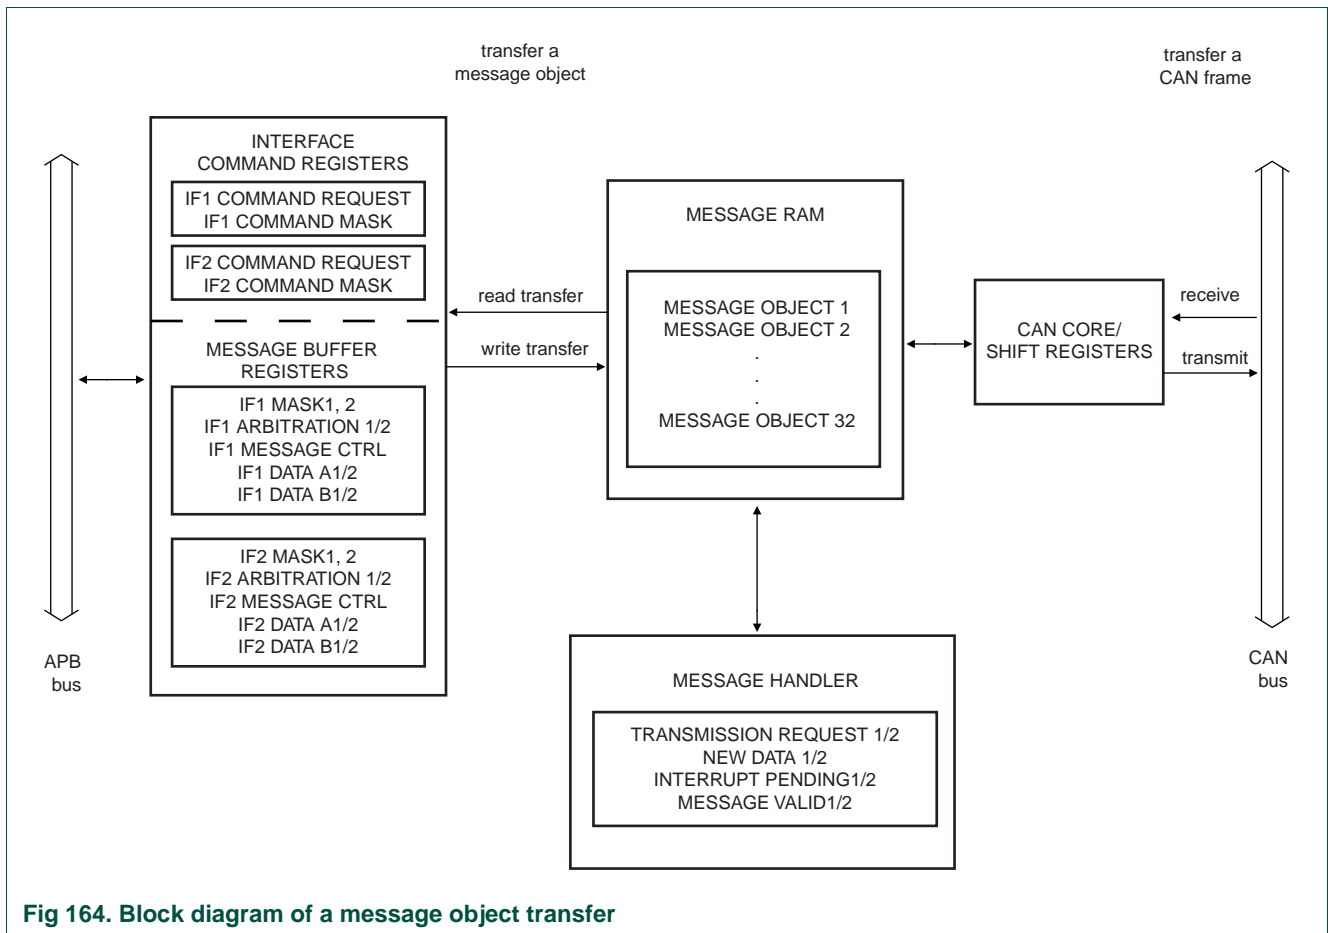 transfer a
message object
transfer a
CAN frame
INTERFACE
COMMAND REGISTERS
IF1 COMMAND REQUEST
IF1 COMMAND MASK
IF2 COMMAND REQUEST
IF2 COMMAND MASK
MESSAGE BUFFER
REGISTERS
IF1 MASK1, 2
IF1 ARBITRATION 1/2
IF1 MESSAGE CTRL
IF1 DATA A1/2
IF1 DATA B1/2
IF2 MASK1, 2
IF2 ARBITRATION 1/2
IF2 MESSAGE CTRL
IF2 DATA A1/2
IF2 DATA B1/2
APB
bus
read transfer
write transfer
MESSAGE RAM
MESSAGE OBJECT 1
MESSAGE OBJECT 2
.
.
.
MESSAGE OBJECT 32
CAN CORE/
SHIFT REGISTERS
receive
transmit
CAN
bus
MESSAGE HANDLER
TRANSMISSION REQUEST 1/2
NEW DATA 1/2
INTERRUPT PENDING1/2
MESSAGE VALID1/2
Fig 164. Block diagram of a message object transfer